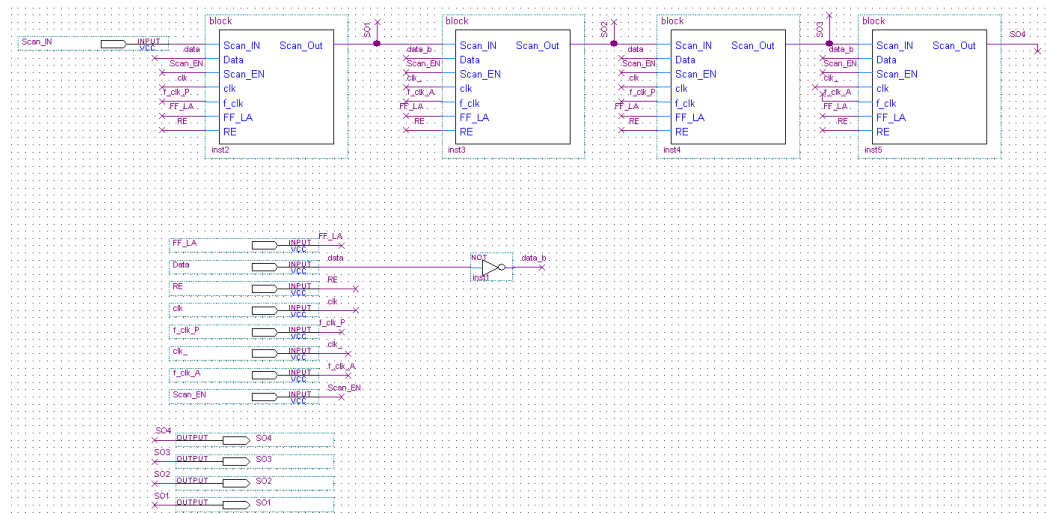 block
Scan_IN
INPUT
VCC
data
Scan_EN
clk
f_clk_P
FF_LA
RE
Scan_IN Scan_Out
Data
Scan_EN
clk
f_clk
FF_LA
RE
inst2
SO1
block
data_b
Scan_EN
clk_
f_clk_A
FF_LA
RE
Scan_IN Scan_Out
Data
Scan_EN
clk
f_clk
FF_LA
RE
inst3
SO2
block
data
Scan_EN
clk
f_clk_P
FF_LA
RE
Scan_IN Scan_Out
Data
Scan_EN
clk
f_clk
FF_LA
RE
inst4
SO3
block
data_b
Scan_EN
clk_
f_clk_A
FF_LA
RE
Scan_IN Scan_Out
Data
Scan_EN
clk
f_clk
FF_LA
RE
inst5
SO4
FF_LA INPUT FF_LA
VCC
Data INPUT data
VCC
NOT data_b
inst1
RE INPUT RE
VCC
clk INPUT clk
VCC
f_clk_P INPUT f_clk_P
VCC
clk_ INPUT clk_
VCC
f_clk_A INPUT f_clk_A
VCC
Scan_EN INPUT Scan_EN
VCC
SO4 OUTPUT SO4
SO3 OUTPUT SO3
SO2 OUTPUT SO2
SO1 OUTPUT SO1